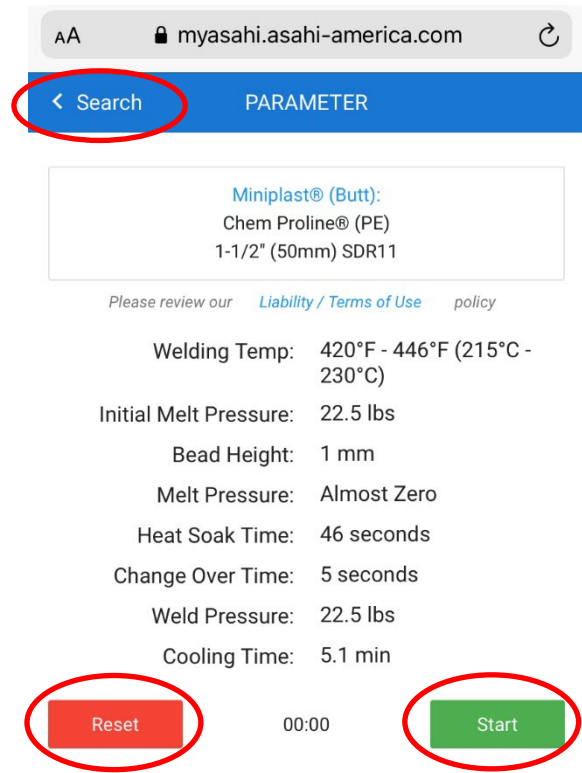 AA myasahi.asahi-america.com
< Search PARAMETER
Miniplast® (Butt):
Chem Proline® (PE)
1-1/2" (50mm) SDR11
Please review our Liability / Terms of Use policy
Welding Temp: 420°F - 446°F (215°C -
230°C)
Initial Melt Pressure: 22.5 lbs
Bead Height: 1 mm
Melt Pressure: Almost Zero
Heat Soak Time: 46 seconds
Change Over Time: 5 seconds
Weld Pressure: 22.5 lbs
Cooling Time: 5.1 min
Reset 00:00 Start